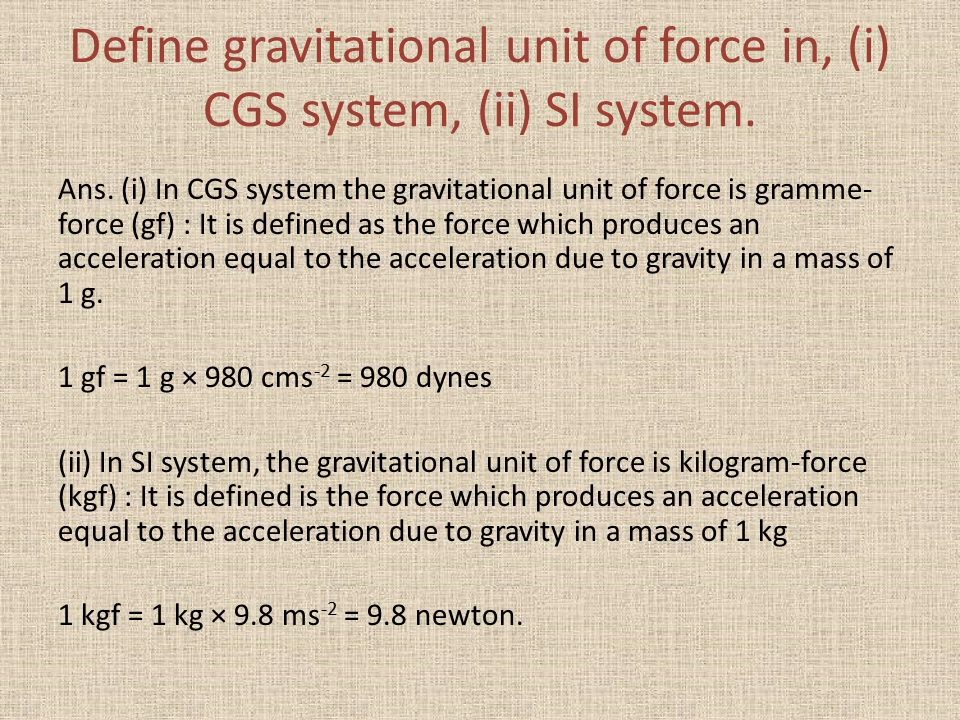 Define gravitational unit of force in, (i)
CGS system, (ii) SI system.
Ans. (i) In CGS system the gravitational unit of force is gramme-
force (gf) : It is defined as the force which produces an
acceleration equal to the acceleration due to gravity in a mass of
1 g.
1 gf = 1 g × 980 cms⁻² = 980 dynes
(ii) In SI system, the gravitational unit of force is kilogram-force
(kgf) : It is defined is the force which produces an acceleration
equal to the acceleration due to gravity in a mass of 1 kg
1 kgf = 1 kg × 9.8 ms⁻² = 9.8 newton.